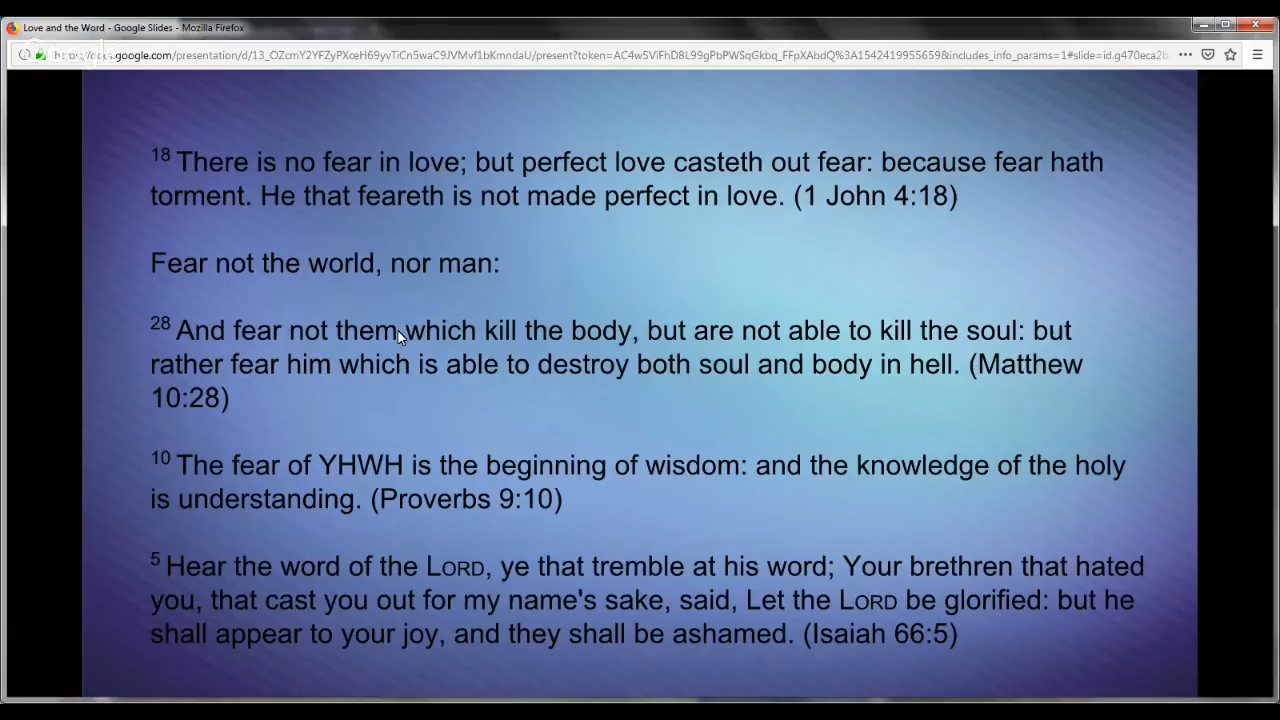 Love and the Word - Google Slides - Mozilla Firefox
18 There is no fear in love; but perfect love casteth out fear: because fear hath
torment. He that feareth is not made perfect in love. (1 John 4:18)
Fear not the world, nor man:
28 And fear not them which kill the body, but are not able to kill the soul: but
rather fear him which is able to destroy both soul and body in hell. (Matthew
10:28)
10 The fear of YHWH is the beginning of wisdom: and the knowledge of the holy
is understanding. (Proverbs 9:10)
5 Hear the word of the LORD, ye that tremble at his word; Your brethren that hated
you, that cast you out for my name's sake, said, Let the LORD be glorified: but he
shall appear to your joy, and they shall be ashamed. (Isaiah 66:5)